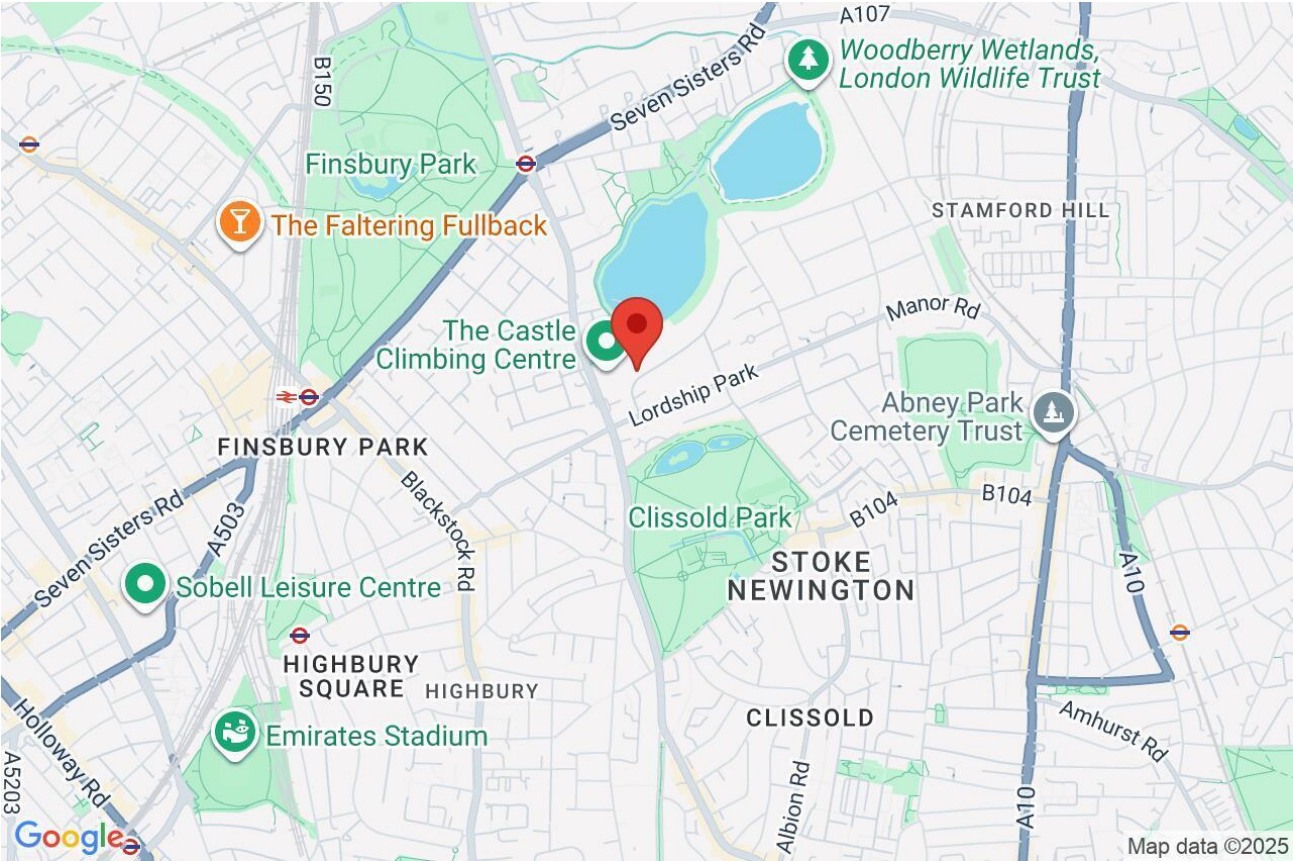 A107
Woodberry Wetlands,
London Wildlife Trust
B150
Seven Sisters Rd
Finsbury Park
The Faltering Fullback
STAMFORD HILL
Manor Rd
The Castle
Climbing Centre
Lordship Park
Abney Park
Cemetery Trust
FINSBURY PARK
Blackstock Rd
Seven Sisters Rd
A503
Clissold Park
B104
B104
STOKE
NEWINGTON
A10
Sobell Leisure Centre
HIGHBURY
SQUARE
HIGHBURY
CLISSOLD
Holloway Rd
Emirates Stadium
Amhurst Rd
A5203
Albion Rd
A10
Google
Map data ©2025